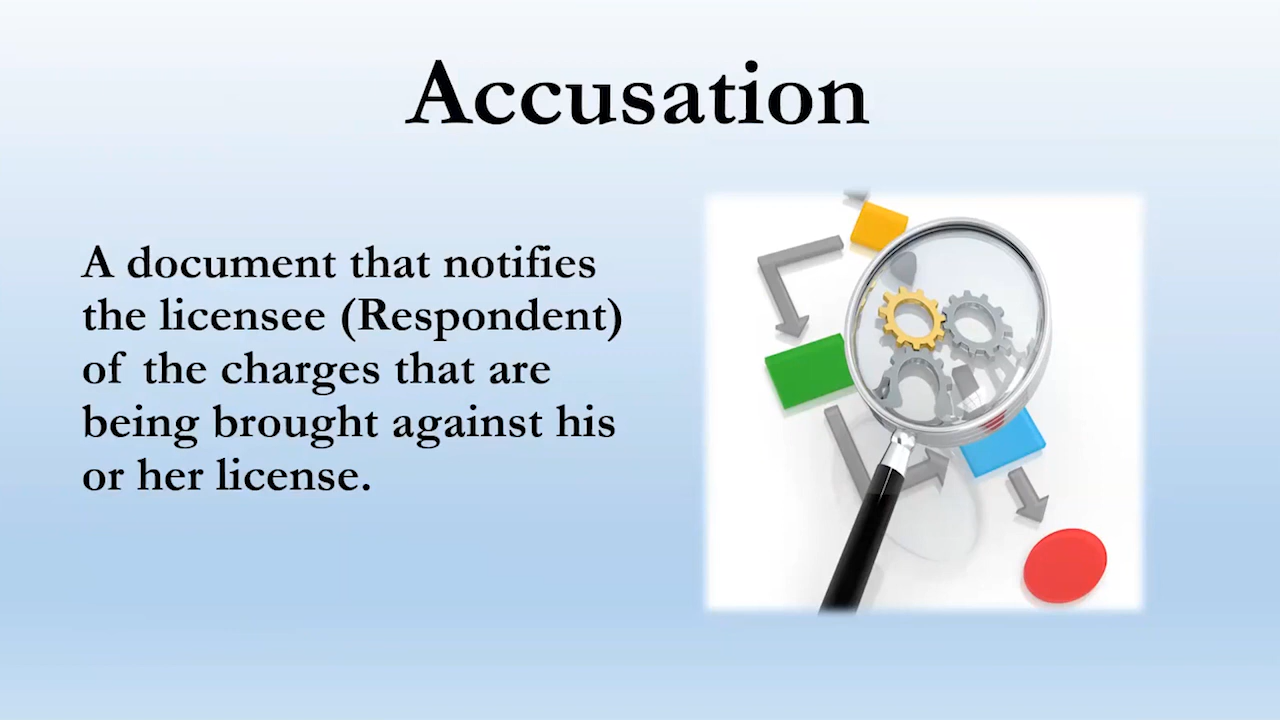 Accusation
A document that notifies
the licensee (Respondent)
of the charges that are
being brought against his
or her license.